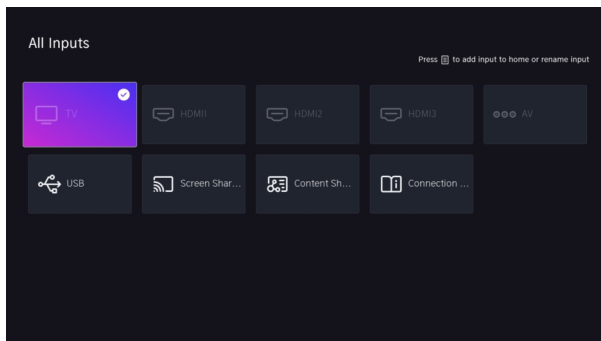 All Inputs
Press to add input to home or rename input
TV
HDMI1
HDMI2
HDMI3
AV
USB
Screen Shar...
Content Sh...
Connection ...